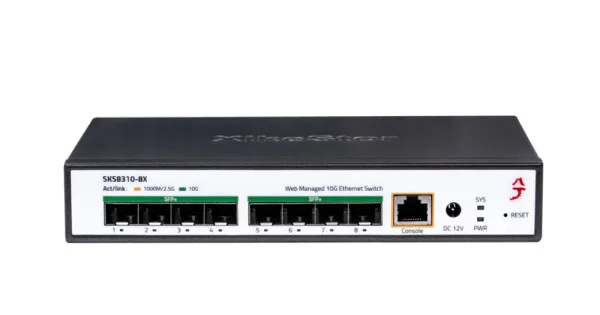 XikeStor
SKS8310-8X
Act/link 1000M/2.5G 10G
Web Managed 10G Ethernet Switch
SFP+ SFP+
SYS
1 2 3 4 5 6 7 8
Console
DC 12V
PWR
RESET